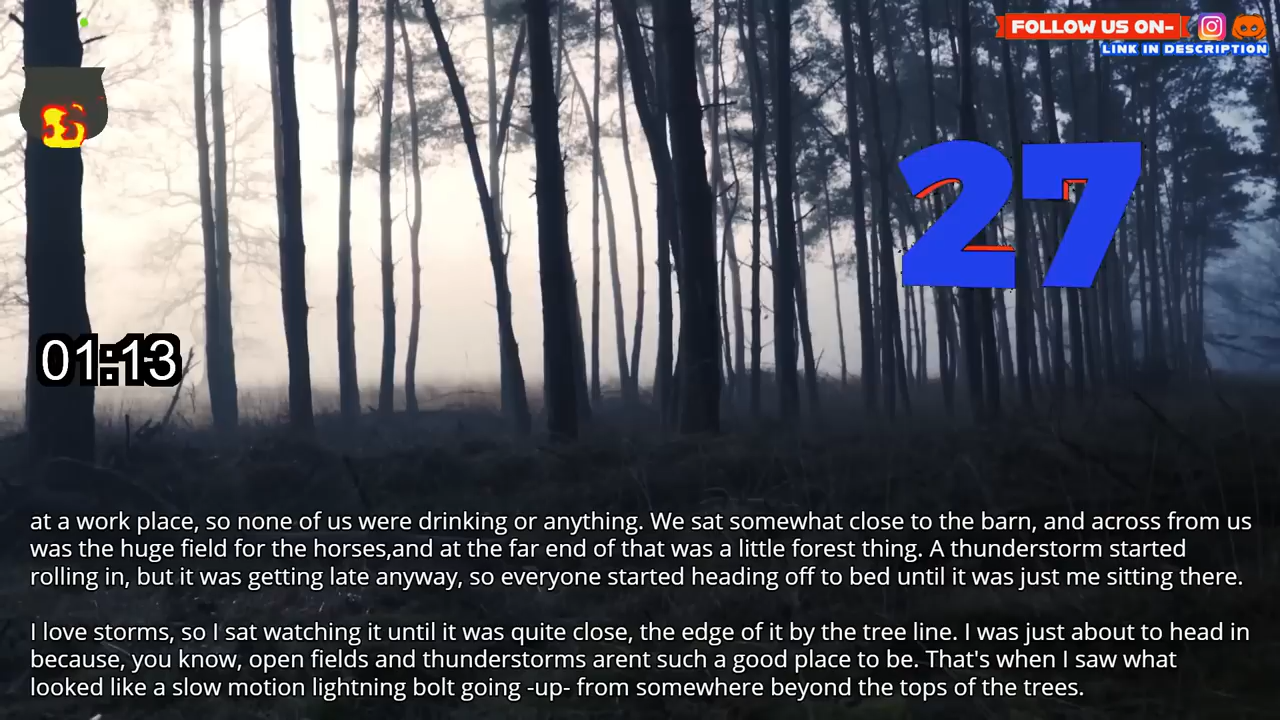 FOLLOW US ON-
LINK IN DESCRIPTION
27
01:13
at a work place, so none of us were drinking or anything. We sat somewhat close to the barn, and across from us
was the huge field for the horses,and at the far end of that was a little forest thing. A thunderstorm started
rolling in, but it was getting late anyway, so everyone started heading off to bed until it was just me sitting there.
I love storms, so I sat watching it until it was quite close, the edge of it by the tree line. I was just about to head in
because, you know, open fields and thunderstorms arent such a good place to be. That's when I saw what
looked like a slow motion lightning bolt going -up- from somewhere beyond the tops of the trees.